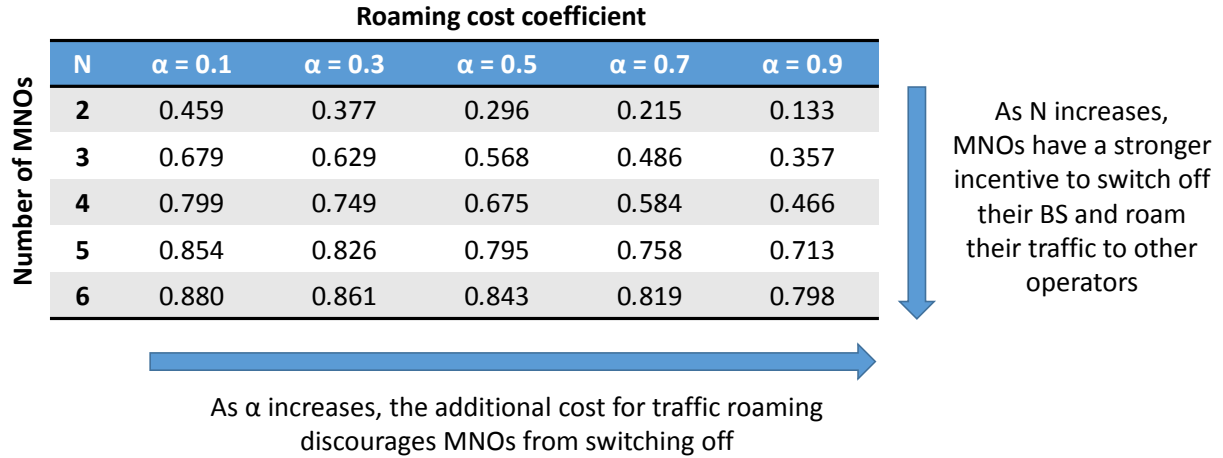 Roaming cost coefficient
Number of MNOs
N α = 0.1 α = 0.3 α = 0.5 α = 0.7 α = 0.9
2 0.459 0.377 0.296 0.215 0.133
3 0.679 0.629 0.568 0.486 0.357
4 0.799 0.749 0.675 0.584 0.466
5 0.854 0.826 0.795 0.758 0.713
6 0.880 0.861 0.843 0.819 0.798
As N increases,
MNOs have a stronger
incentive to switch off
their BS and roam
their traffic to other
operators
As α increases, the additional cost for traffic roaming
discourages MNOs from switching off